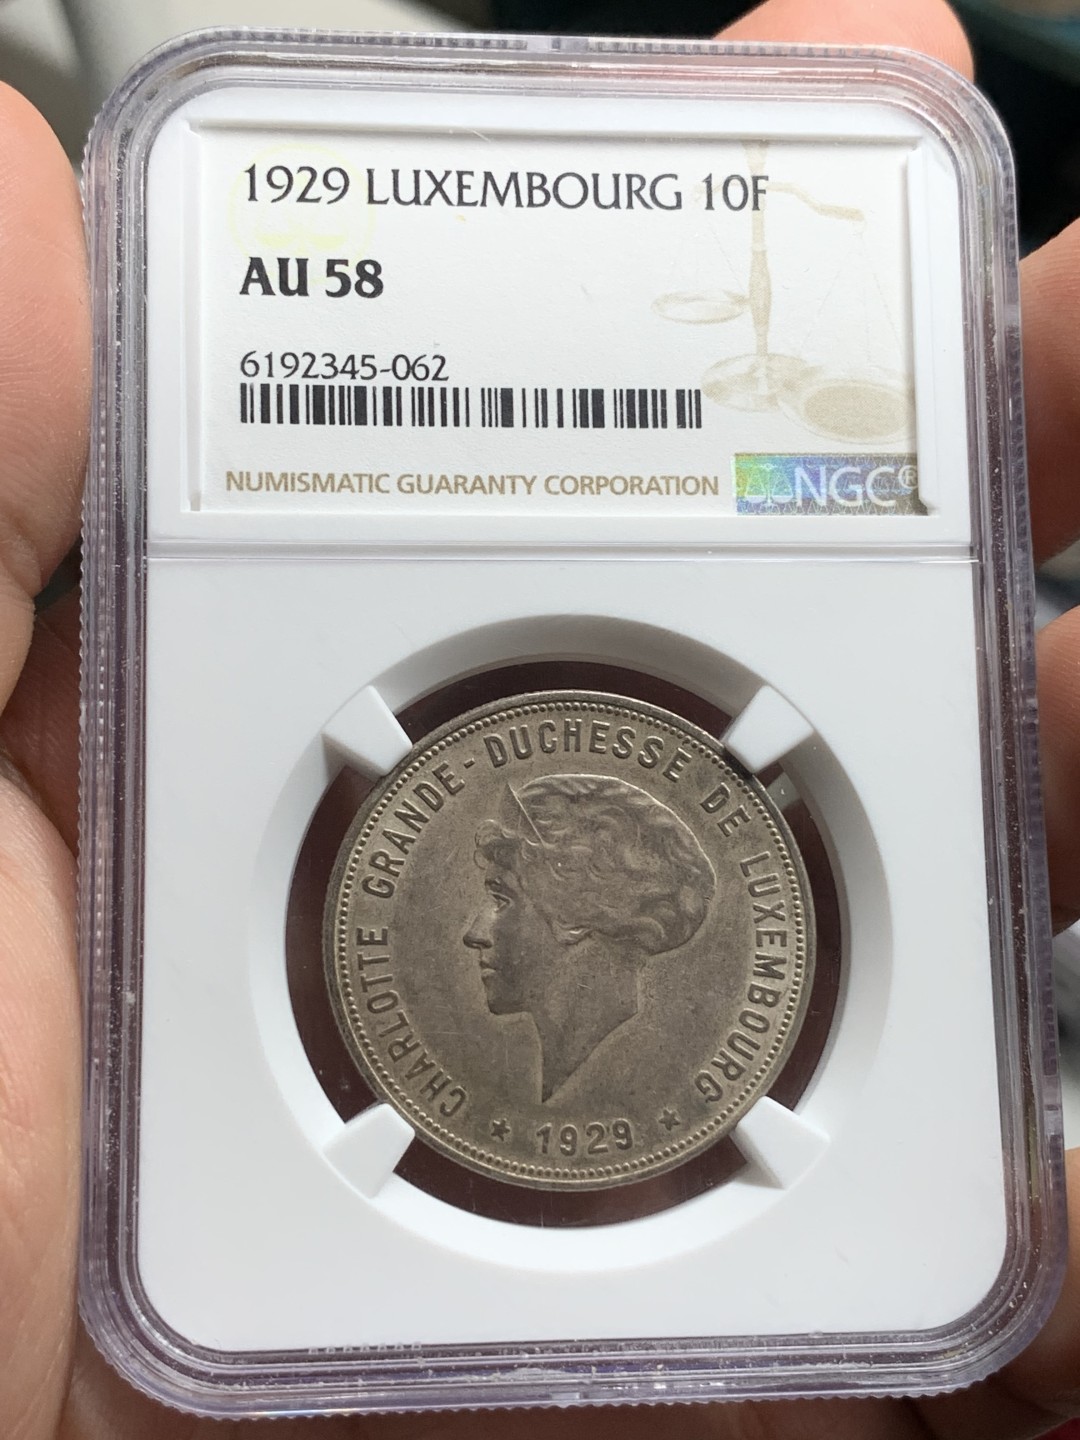 1929 LUXEMBOURG 10F
AU 58
6192345-062
NUMISMATIC GUARANTY CORPORATION
NGC®
CHARLOTTE GRANDE-DUCHESSE DE LUXEMBOURG
★ 1929 ★